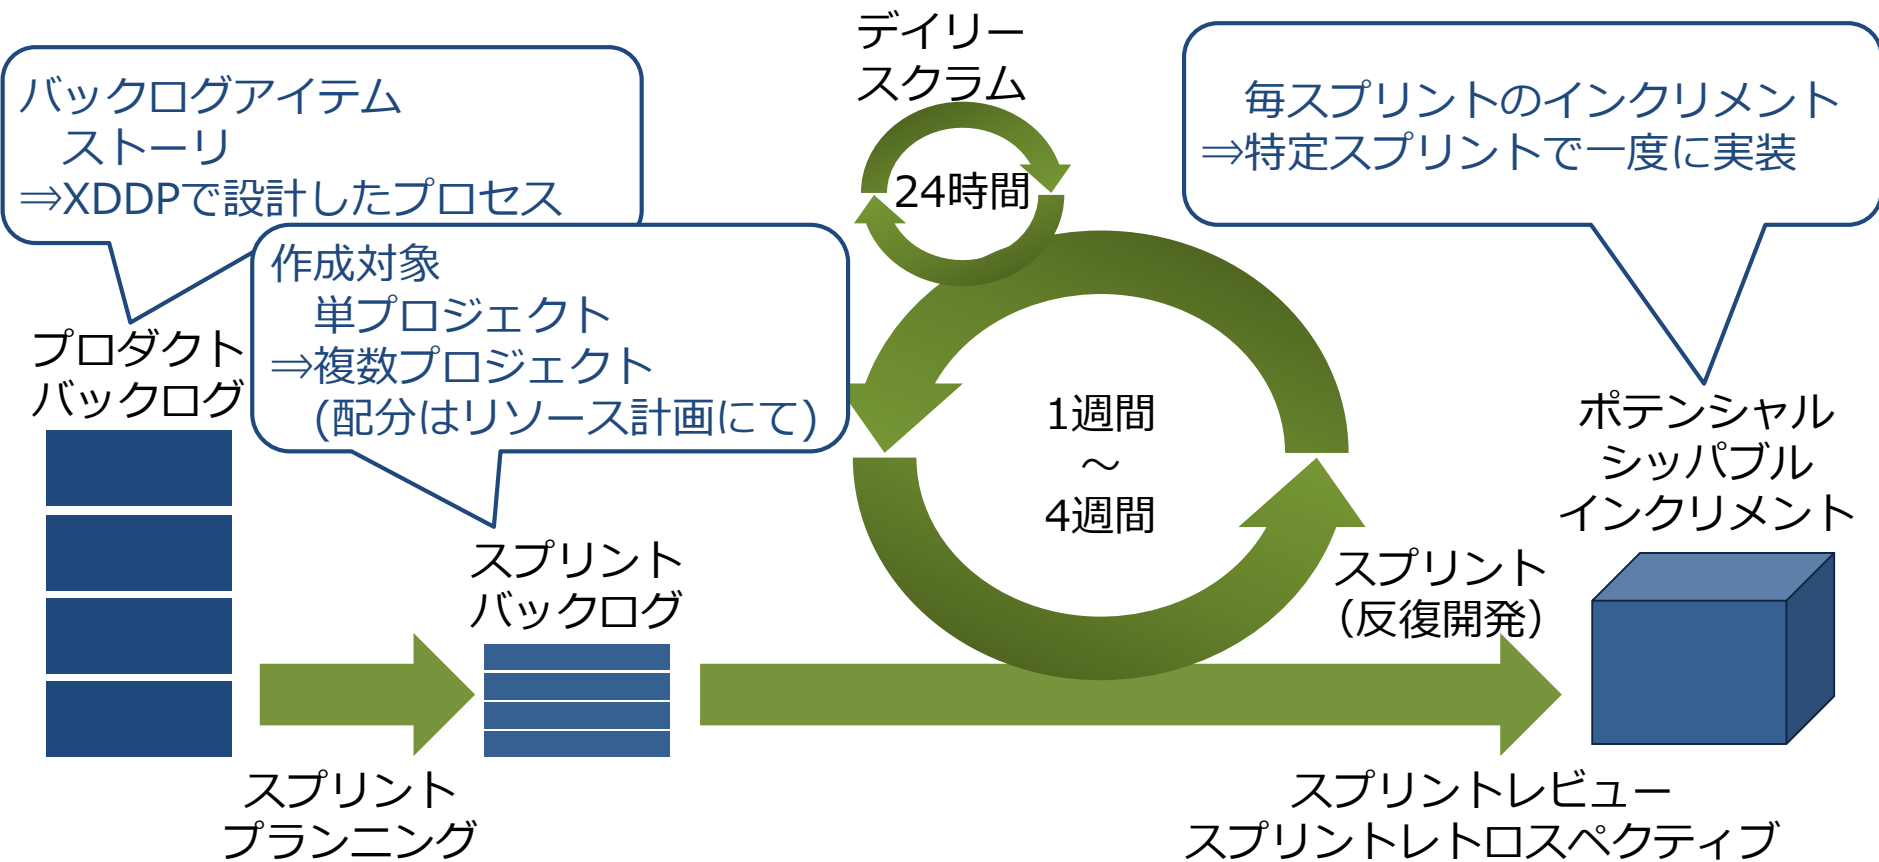 デイリー
スクラム
24時間
バックログアイテム
ストーリ
⇒XDDPで設計したプロセス
作成対象
単プロジェクト
⇒複数プロジェクト
(配分はリソース計画にて)
毎スプリントのインクリメント
⇒特定スプリントで一度に実装
プロダクト
バックログ
1週間
～
4週間
ポテンシャル
シッパブル
インクリメント
スプリント
バックログ
スプリント
（反復開発）
スプリント
プランニング
スプリントレビュー
スプリントレトロスペクティブ